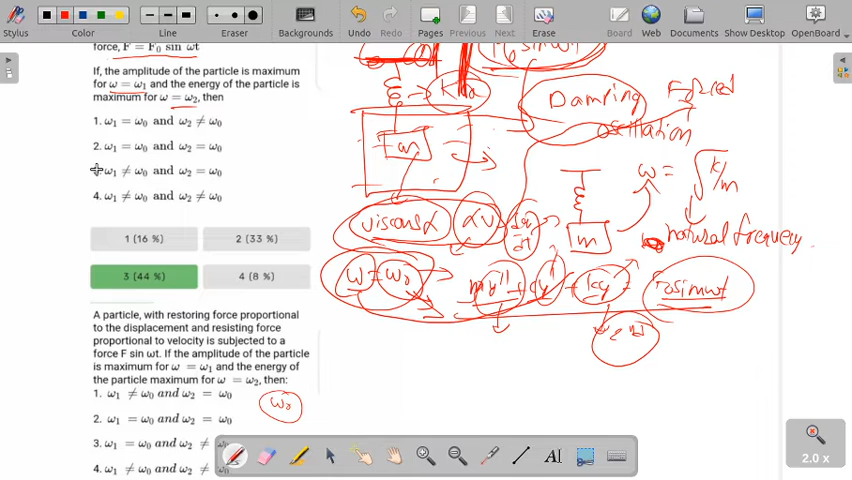 Stylus
Color
Line
Eraser
Backgrounds
Undo
Redo
Pages
Previous
Next
Erase
Web
Documents
Show Desktop
OpenBoard
force, F = F₀ sin ωt
If, the amplitude of the particle is maximum
for ω = ω₁ and the energy of the particle is
maximum for ω = ω₂, then
1. ω₁ = ω₀ and ω₂ ≠ ω₀
2. ω₁ = ω₀ and ω₂ = ω₀
ω₁ ≠ ω₀ and ω₂ = ω₀
4. ω₁ ≠ ω₀ and ω₂ ≠ ω₀
1 (16 %)
2 (33 %)
3 (44 %)
4 (8 %)
A particle, with restoring force proportional
to the displacement and resisting force
proportional to velocity is subjected to a
force F sin ωt. If the amplitude of the particle
is maximum for ω = ω₁ and the energy of
the particle maximum for ω = ω₂, then:
1. ω₁ ≠ ω₀ and ω₂ = ω₀
2. ω₁ = ω₀ and ω₂ = ω₀
3. ω₁ = ω₀ and ω₂ ≠
4. ω₁ ≠ ω₀ and ω₂ ≠
Damping
Forced
oscillation
m
ω = √k/m
m
natural frequency
viscous α
αv
dx/dt
ky
F₀sinωt
2.0 x